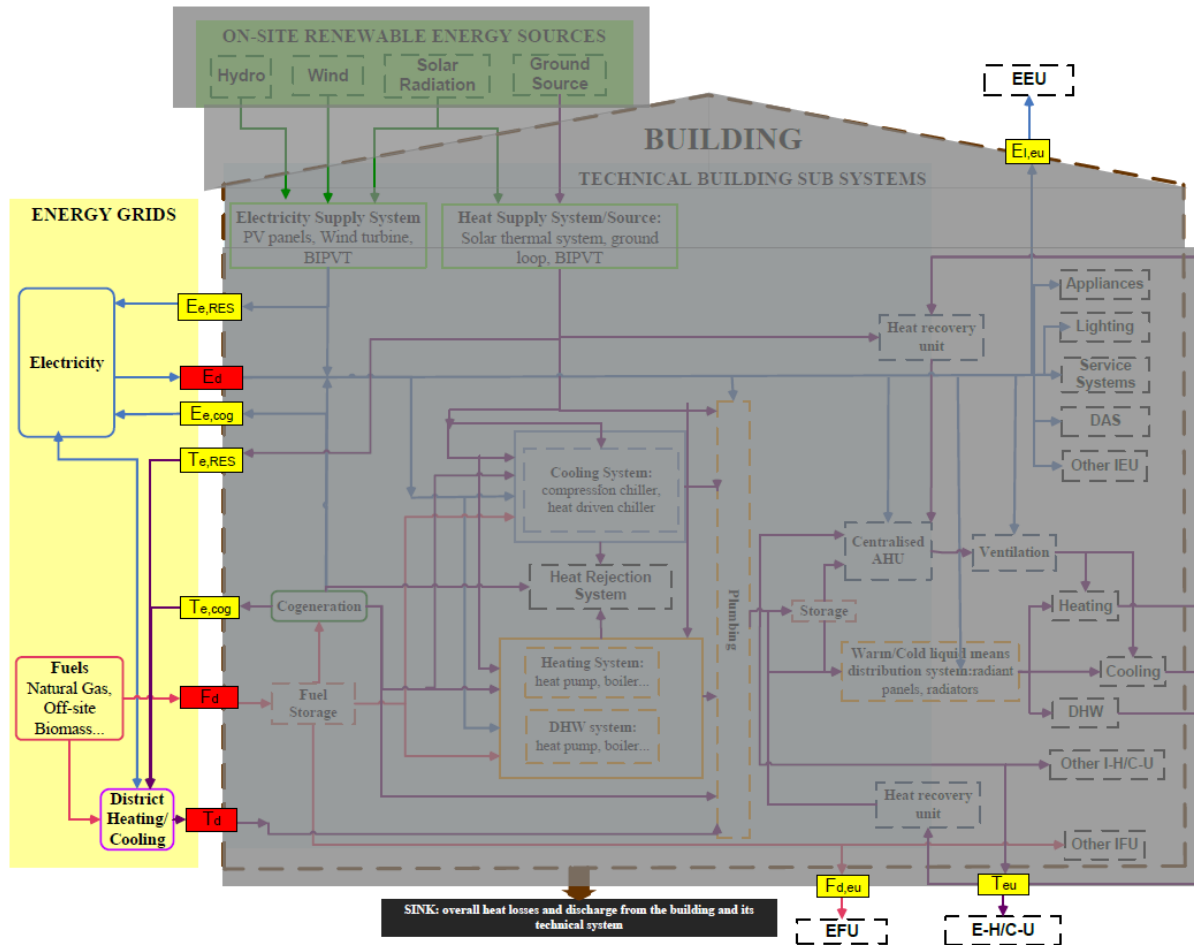 ON-SITE RENEWABLE ENERGY SOURCES
Hydro
Wind
Solar
Radiation
Ground
Source
EEU
BUILDING
El,eu
TECHNICAL BUILDING SUB SYSTEMS
ENERGY GRIDS
Electricity Supply System
PV panels, Wind turbine,
BIPVT
Heat Supply System/Source:
Solar thermal system, ground
loop, BIPVT
Electricity
Ee,RES
Ed
Ee,cog
Te,RES
Heat recovery
unit
Appliances
Lighting
Service
Systems
DAS
Other IEU
Cooling System:
compression chiller,
heat driven chiller
Heat Rejection
System
Plumbing
Centralised
AHU
Ventilation
Te,cog
Cogeneration
Storage
Heating
Fuels
Natural Gas,
Off-site
Biomass...
Fd
Fuel
Storage
Heating System:
heat pump, boiler...
DHW system:
heat pump, boiler...
Warm/Cold liquid means
distribution system:radiant
panels, radiators
Cooling
DHW
Other I-H/C-U
District
Heating/
Cooling
Td
Heat recovery
unit
Other IFU
Fd,eu
Teu
SINK: overall heat losses and discharge from the building and its
technical system
EFU
E-H/C-U